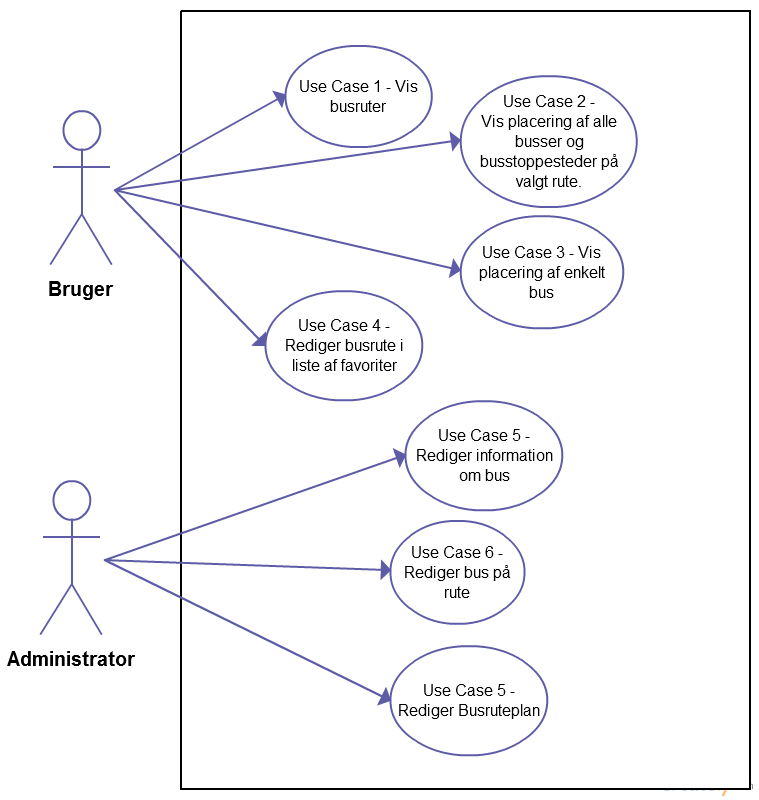 Use Case 1 - Vis
busruter
Use Case 2 -
Vis placering af alle
busser og
busstoppesteder på
valgt rute.
Bruger
Use Case 3 - Vis
placering af enkelt
bus
Use Case 4 -
Rediger busrute i
liste af favoriter
Use Case 5 -
Rediger information
om bus
Use Case 6 -
Rediger bus på
rute
Administrator
Use Case 5 -
Rediger Busruteplan